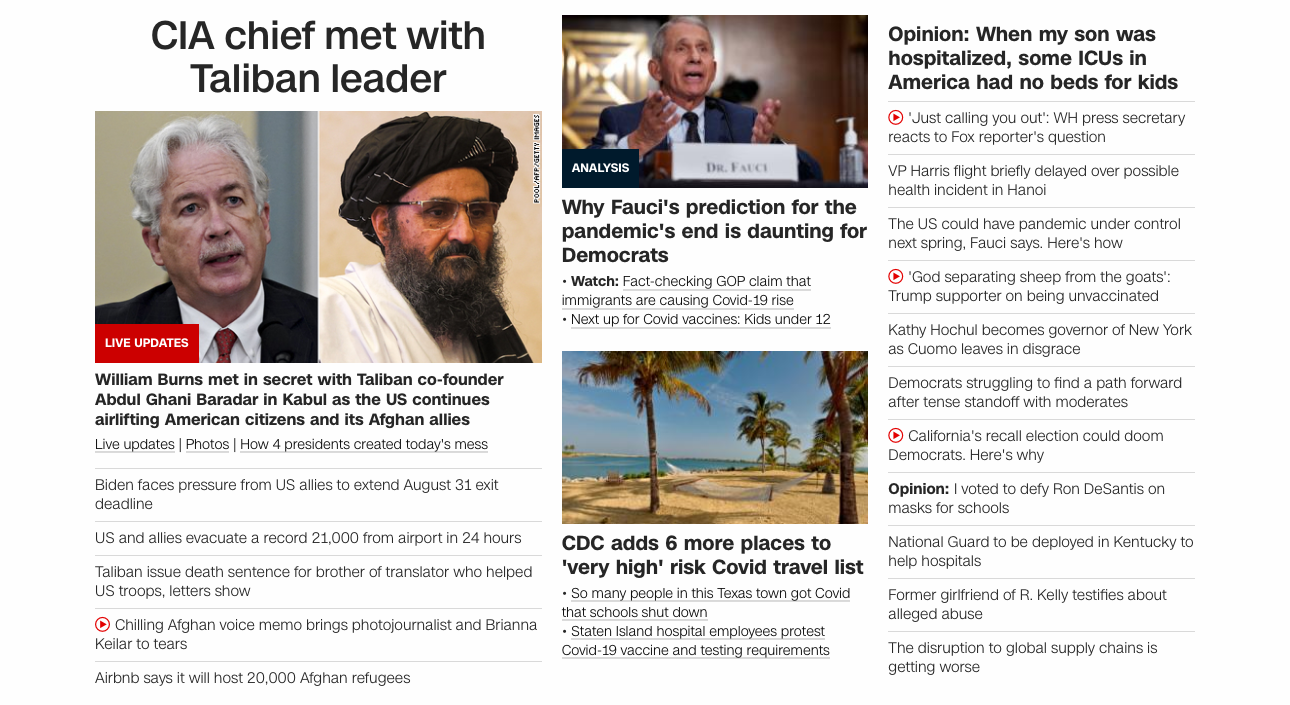 CIA chief met with
Taliban leader
POOL/AFP/GETTY IMAGES
LIVE UPDATES
William Burns met in secret with Taliban co-founder
Abdul Ghani Baradar in Kabul as the US continues
airlifting American citizens and its Afghan allies
Live updates | Photos | How 4 presidents created today's mess
Biden faces pressure from US allies to extend August 31 exit
deadline
US and allies evacuate a record 21,000 from airport in 24 hours
Taliban issue death sentence for brother of translator who helped
US troops, letters show
Chilling Afghan voice memo brings photojournalist and Brianna
Keilar to tears
Airbnb says it will host 20,000 Afghan refugees
ANALYSIS
DR. FAUCI
Why Fauci's prediction for the
pandemic's end is daunting for
Democrats
• Watch: Fact-checking GOP claim that
immigrants are causing Covid-19 rise
• Next up for Covid vaccines: Kids under 12
CDC adds 6 more places to
'very high' risk Covid travel list
• So many people in this Texas town got Covid
that schools shut down
• Staten Island hospital employees protest
Covid-19 vaccine and testing requirements
Opinion: When my son was
hospitalized, some ICUs in
America had no beds for kids
'Just calling you out': WH press secretary
reacts to Fox reporter's question
VP Harris flight briefly delayed over possible
health incident in Hanoi
The US could have pandemic under control
next spring, Fauci says. Here's how
'God separating sheep from the goats':
Trump supporter on being unvaccinated
Kathy Hochul becomes governor of New York
as Cuomo leaves in disgrace
Democrats struggling to find a path forward
after tense standoff with moderates
California's recall election could doom
Democrats. Here's why
Opinion: I voted to defy Ron DeSantis on
masks for schools
National Guard to be deployed in Kentucky to
help hospitals
Former girlfriend of R. Kelly testifies about
alleged abuse
The disruption to global supply chains is
getting worse